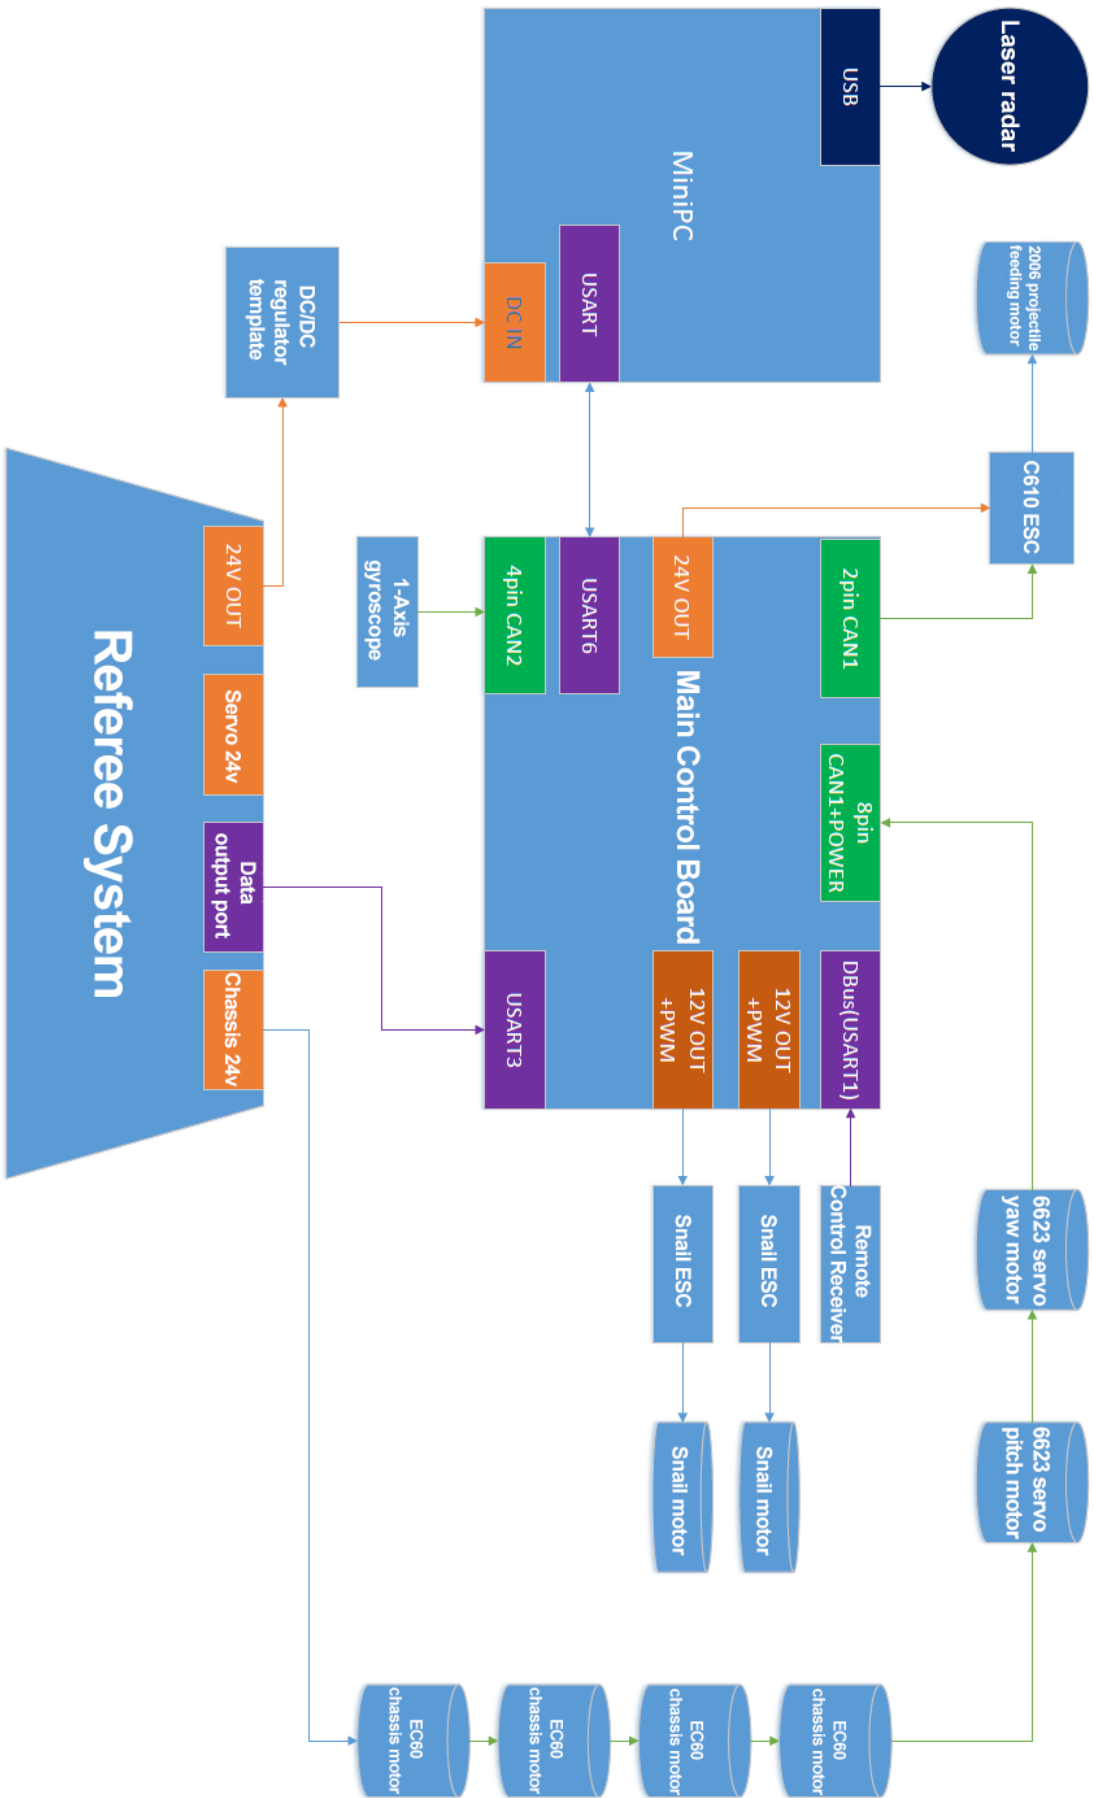 Laser radar
USB
MiniPC
USART
DC IN
DC/DC
regulator
template
2006 projectile
feeding motor
C610 ESC
2pin CAN1
24V OUT
USART6
4pin CAN2
1-Axis
gyroscope
Main Control Board
8pin
CAN1+POWER
DBus(USART1)
12V OUT
+PWM
12V OUT
+PWM
USART3
24V OUT
Servo 24v
Data
output port
Chassis 24v
Referee System
Remote
Control Receiver
Snail ESC
Snail ESC
Snail motor
Snail motor
6623 servo
yaw motor
6623 servo
pitch motor
EC60
chassis motor
EC60
chassis motor
EC60
chassis motor
EC60
chassis motor